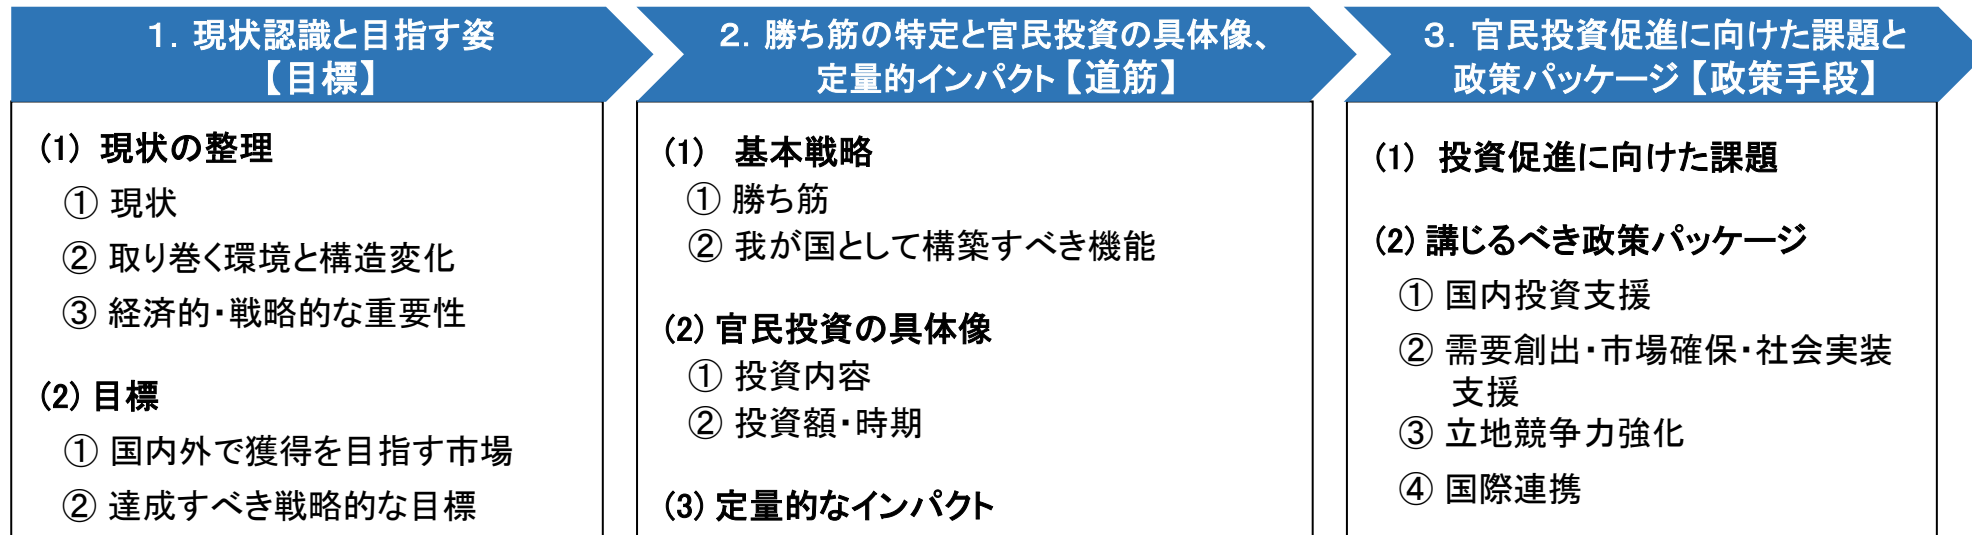 １．現状認識と目指す姿
【目標】
(1) 現状の整理
① 現状
② 取り巻く環境と構造変化
③ 経済的・戦略的な重要性
(2) 目標
① 国内外で獲得を目指す市場
② 達成すべき戦略的な目標
２．勝ち筋の特定と官民投資の具体像、
定量的インパクト【道筋】
(1) 基本戦略
① 勝ち筋
② 我が国として構築すべき機能
(2) 官民投資の具体像
① 投資内容
② 投資額・時期
(3) 定量的なインパクト
３．官民投資促進に向けた課題と
政策パッケージ【政策手段】
(1) 投資促進に向けた課題
(2) 講じるべき政策パッケージ
① 国内投資支援
② 需要創出・市場確保・社会実装
支援
③ 立地競争力強化
④ 国際連携